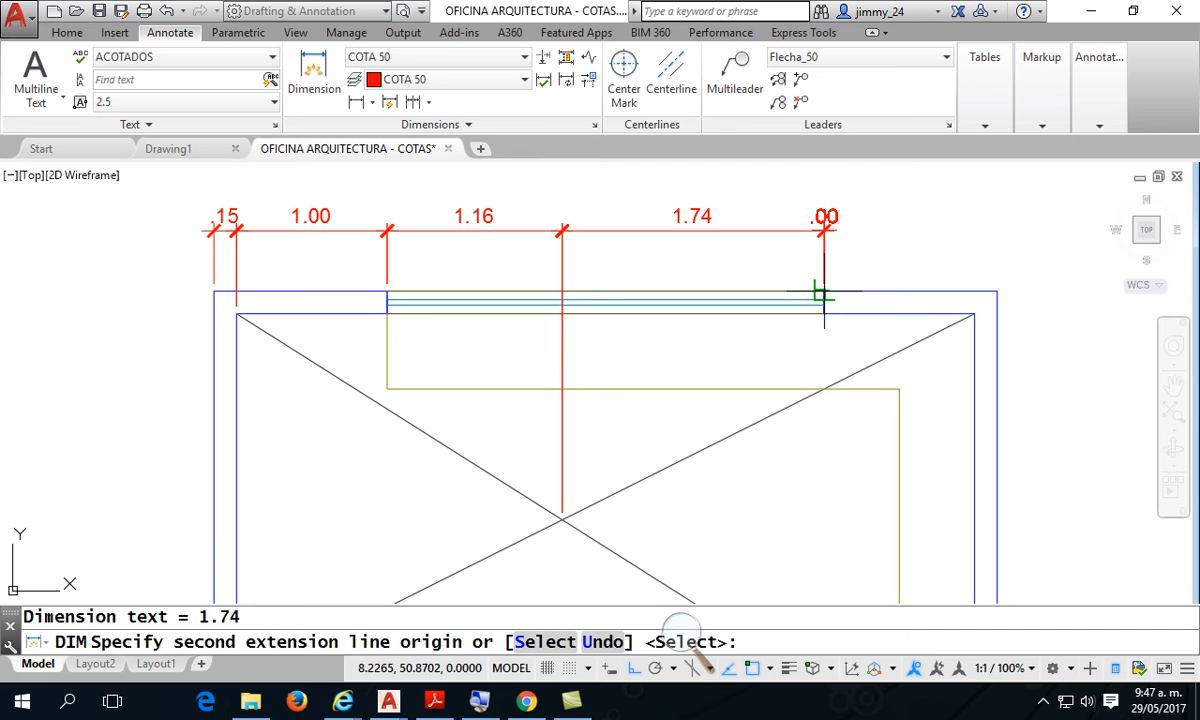 Drafting & Annotation
OFICINA ARQUITECTURA - COTAS....
Type a keyword or phrase
jimmy_24
Home Insert Annotate Parametric View Manage Output Add-ins A360 Featured Apps BIM 360 Performance Express Tools
A
Multiline
Text
ABC
ACOTADOS
Find text
2.5
Text
Dimension
COTA 50
COTA 50
Dimensions
Center
Mark
Centerline
Centerlines
Multileader
Flecha_50
Leaders
Tables
Markup
Annotat...
Start
Drawing1
OFICINA ARQUITECTURA - COTAS*
[−][Top][2D Wireframe]
.15 1.00 1.16 1.74 .00
N
W TOP E
S
WCS
Y
X
Dimension text = 1.74
DIM Specify second extension line origin or [Select Undo] <Select>:
Model Layout2 Layout1
8.2265, 50.8702, 0.0000 MODEL
1:1 / 100%
9:47 a. m.
29/05/2017